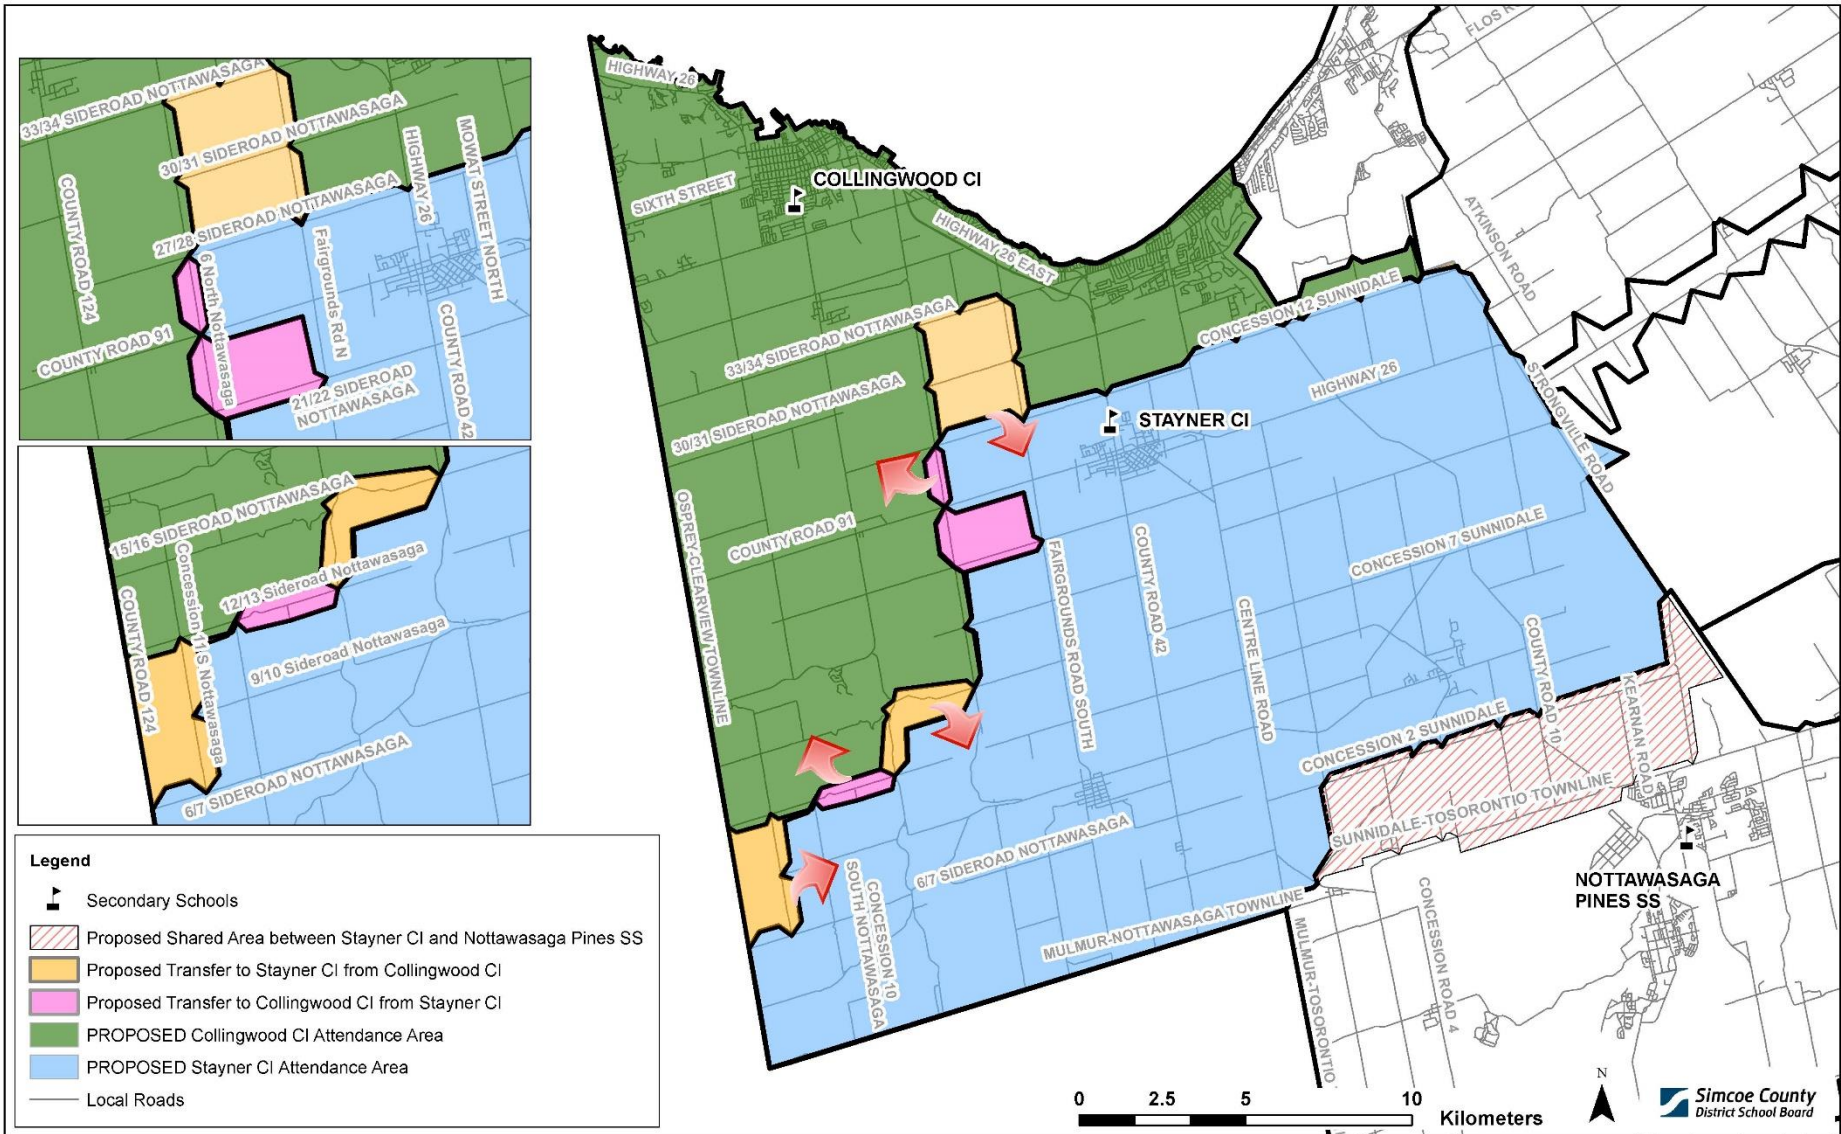 33/34 SIDEROAD NOTTAWASAGA
30/31 SIDEROAD NOTTAWASAGA
27/28 SIDEROAD NOTTAWASAGA
COUNTY ROAD 124
HIGHWAY 26
MOWAT STREET NORTH
6 North Nottawasaga
Fairgrounds Rd N
COUNTY ROAD 91
21/22 SIDEROAD
NOTTAWASAGA
COUNTY ROAD 42
15/16 SIDEROAD NOTTAWASAGA
Concession 11 S Nottawasaga
12/13 Sideroad Nottawasaga
COUNTY ROAD 124
9/10 Sideroad Nottawasaga
6/7 SIDEROAD NOTTAWASAGA
Legend
Secondary Schools
Proposed Shared Area between Stayner CI and Nottawasaga Pines SS
Proposed Transfer to Stayner CI from Collingwood CI
Proposed Transfer to Collingwood CI from Stayner CI
PROPOSED Collingwood CI Attendance Area
PROPOSED Stayner CI Attendance Area
Local Roads
HIGHWAY 26
COLLINGWOOD CI
SIXTH STREET
HIGHWAY 26 EAST
FLOS
ATKINSON ROAD
33/34 SIDEROAD NOTTAWASAGA
CONCESSION 12 SUNNIDALE
30/31 SIDEROAD NOTTAWASAGA
HIGHWAY 26
STAYNER CI
STRONGVILLE ROAD
OSPREY-CLEARVIEW TOWNLINE
COUNTY ROAD 91
FAIRGROUNDS ROAD SOUTH
COUNTY ROAD 42
CENTRE LINE ROAD
CONCESSION 7 SUNNIDALE
COUNTY ROAD 10
KEARNAN ROAD
CONCESSION 2 SUNNIDALE
SUNNIDALE-TOSORONTIO TOWNLINE
6/7 SIDEROAD NOTTAWASAGA
CONCESSION 10
SOUTH NOTTAWASAGA
MULMUR-NOTTAWASAGA TOWNLINE
MULMUR-TOSORONTIO
CONCESSION ROAD 4
NOTTAWASAGA
PINES SS
0 2.5 5 10
Kilometers
N
Simcoe County
District School Board